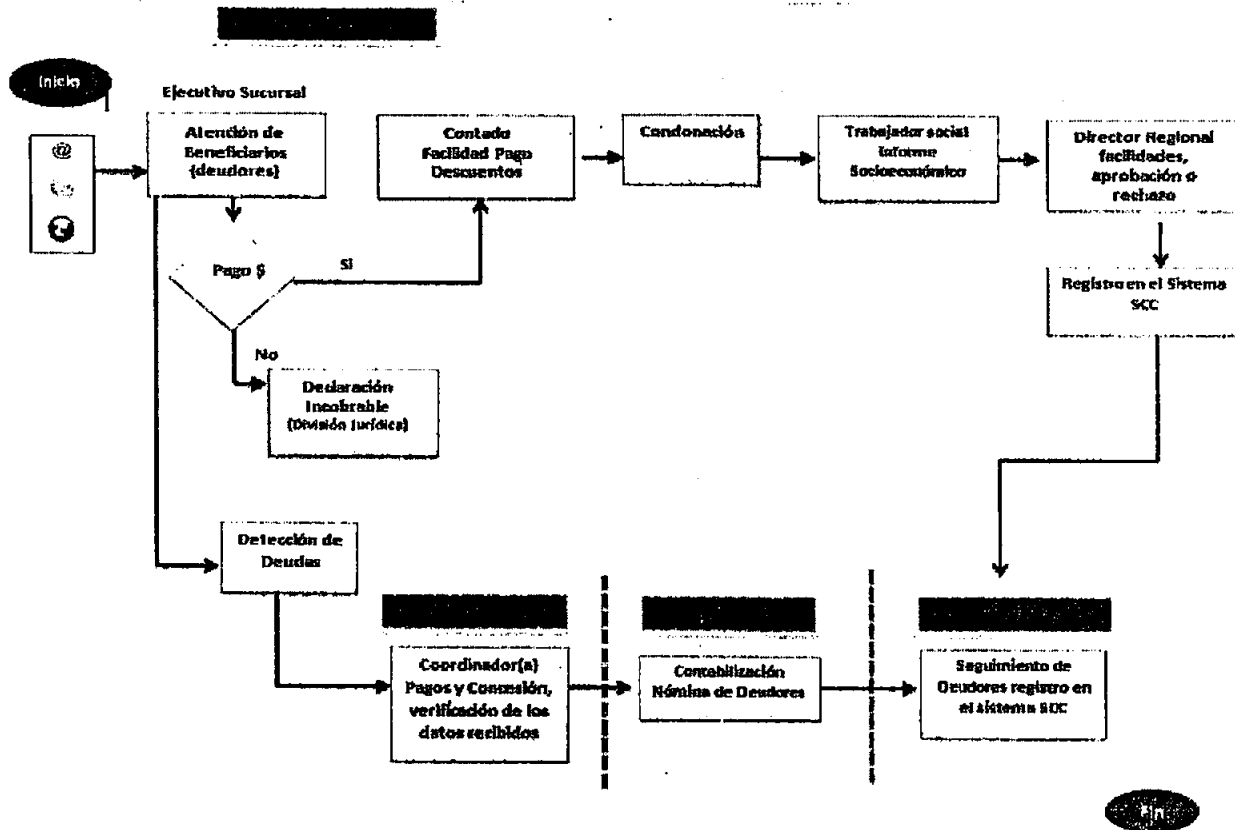 Inicio
Ejecutivo Sucursal
Atención de
Beneficiarios
(deudores)
@
Contado
Facilidad Pago
Descuentos
Condonación
Trabajador social
Informe
Socioeconómico
Director Regional
facilidades,
aprobación o
rechazo
Pago $
Si
Registro en el Sistema
SCC
No
Declaración
Incobrable
(División Jurídica)
Detección de
Deudas
Coordinador(a)
Pagos y Concesión,
verificación de los
datos recibidos
Contabilización
Nómina de Deudores
Seguimiento de
Deudores registro en
el sistema SCC
Fin